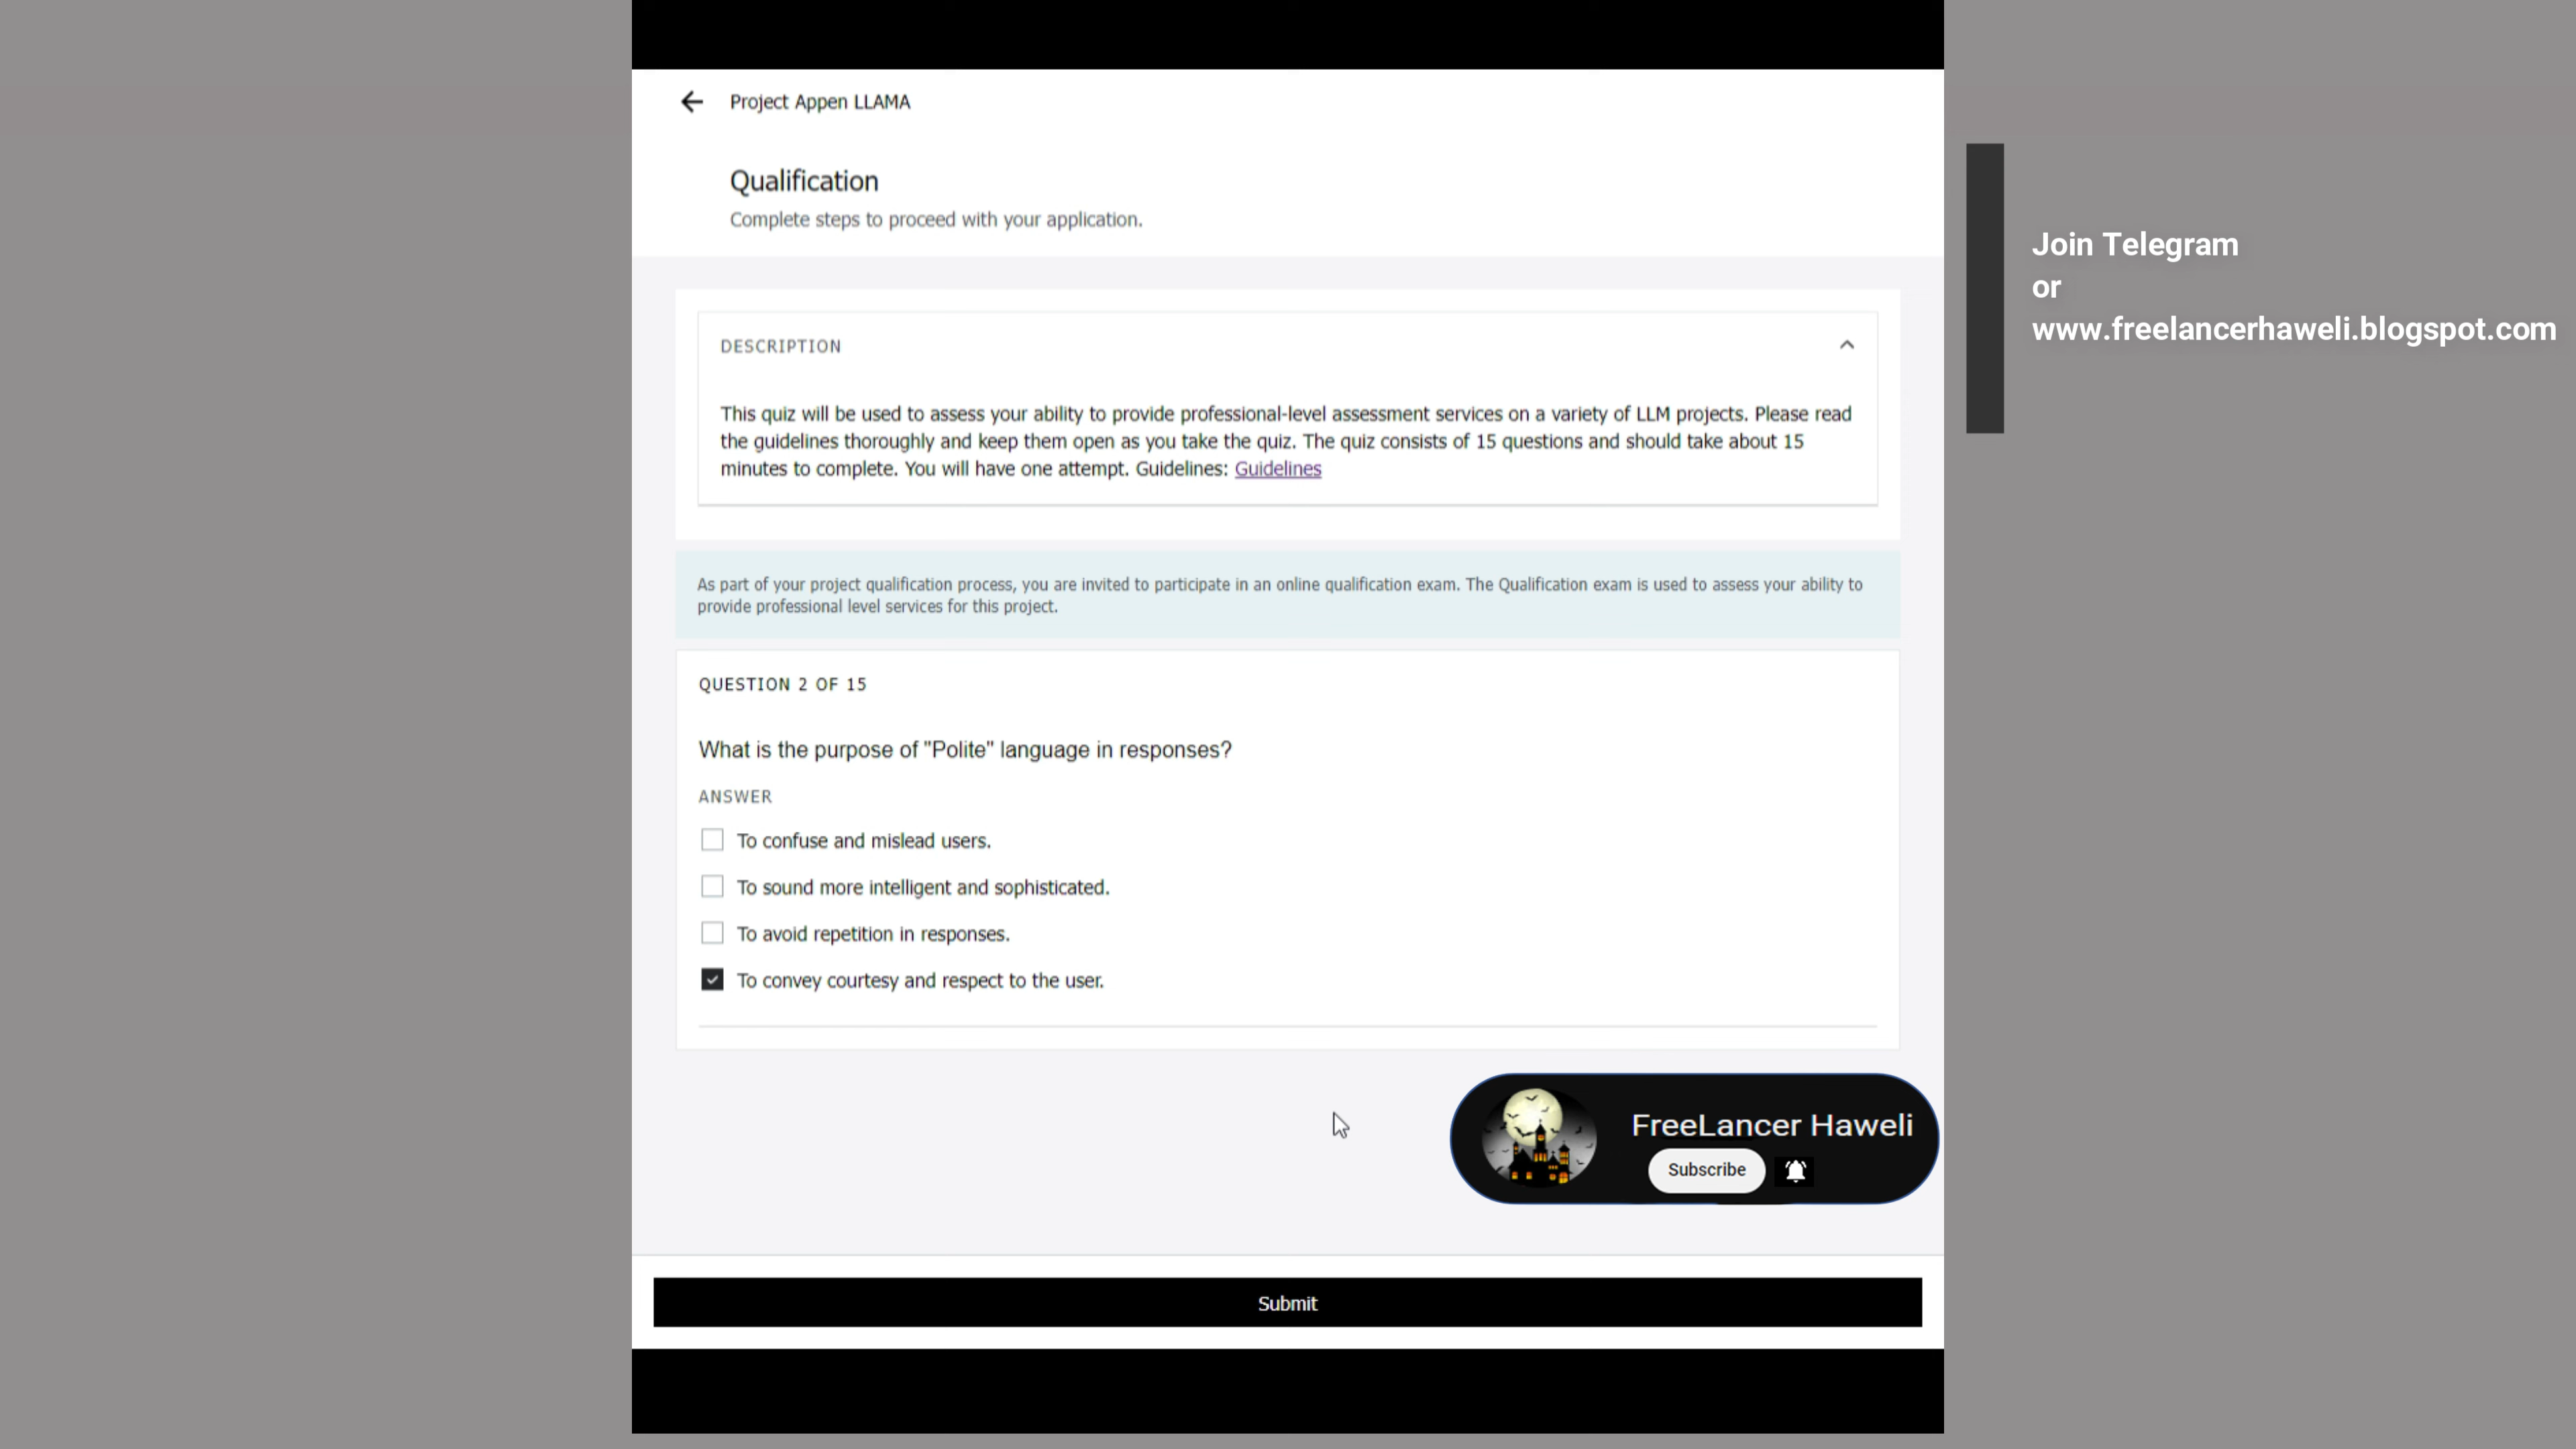 Project Appen LLAMA
Qualification
Complete steps to proceed with your application.
DESCRIPTION
This quiz will be used to assess your ability to provide professional-level assessment services on a variety of LLM projects. Please read
the guidelines thoroughly and keep them open as you take the quiz. The quiz consists of 15 questions and should take about 15
minutes to complete. You will have one attempt. Guidelines: Guidelines
As part of your project qualification process, you are invited to participate in an online qualification exam. The Qualification exam is used to assess your ability to
provide professional level services for this project.
QUESTION 2 OF 15
What is the purpose of "Polite" language in responses?
ANSWER
To confuse and mislead users.
To sound more intelligent and sophisticated.
To avoid repetition in responses.
To convey courtesy and respect to the user.
FreeLancer Haweli
Subscribe
Submit
Join Telegram
or
www.freelancerhaweli.blogspot.com